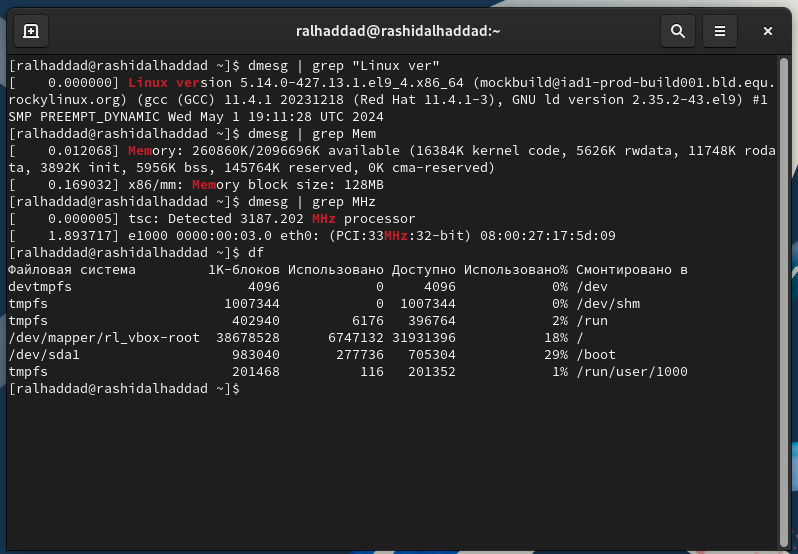 ralhaddad@rashidalhaddad:~
[ralhaddad@rashidalhaddad ~]$ dmesg | grep "Linux ver"
[    0.000000] Linux version 5.14.0-427.13.1.el9_4.x86_64 (mockbuild@iad1-prod-build001.bld.equ.
rockylinux.org) (gcc (GCC) 11.4.1 20231218 (Red Hat 11.4.1-3), GNU ld version 2.35.2-43.el9) #1
SMP PREEMPT_DYNAMIC Wed May 1 19:11:28 UTC 2024
[ralhaddad@rashidalhaddad ~]$ dmesg | grep Mem
[    0.012068] Memory: 260860K/2096696K available (16384K kernel code, 5626K rwdata, 11748K roda
ta, 3892K init, 5956K bss, 145764K reserved, 0K cma-reserved)
[    0.169032] x86/mm: Memory block size: 128MB
[ralhaddad@rashidalhaddad ~]$ dmesg | grep MHz
[    0.000005] tsc: Detected 3187.202 MHz processor
[    1.893717] e1000 0000:00:03.0 eth0: (PCI:33MHz:32-bit) 08:00:27:17:5d:09
[ralhaddad@rashidalhaddad ~]$ df
Файловая система         1K-блоков Использовано Доступно Использовано% Смонтировано в
devtmpfs                      4096            0     4096            0% /dev
tmpfs                      1007344            0  1007344            0% /dev/shm
tmpfs                       402940         6176   396764            2% /run
/dev/mapper/rl_vbox-root  38678528      6747132 31931396           18% /
/dev/sda1                   983040       277736   705304           29% /boot
tmpfs                       201468          116   201352            1% /run/user/1000
[ralhaddad@rashidalhaddad ~]$